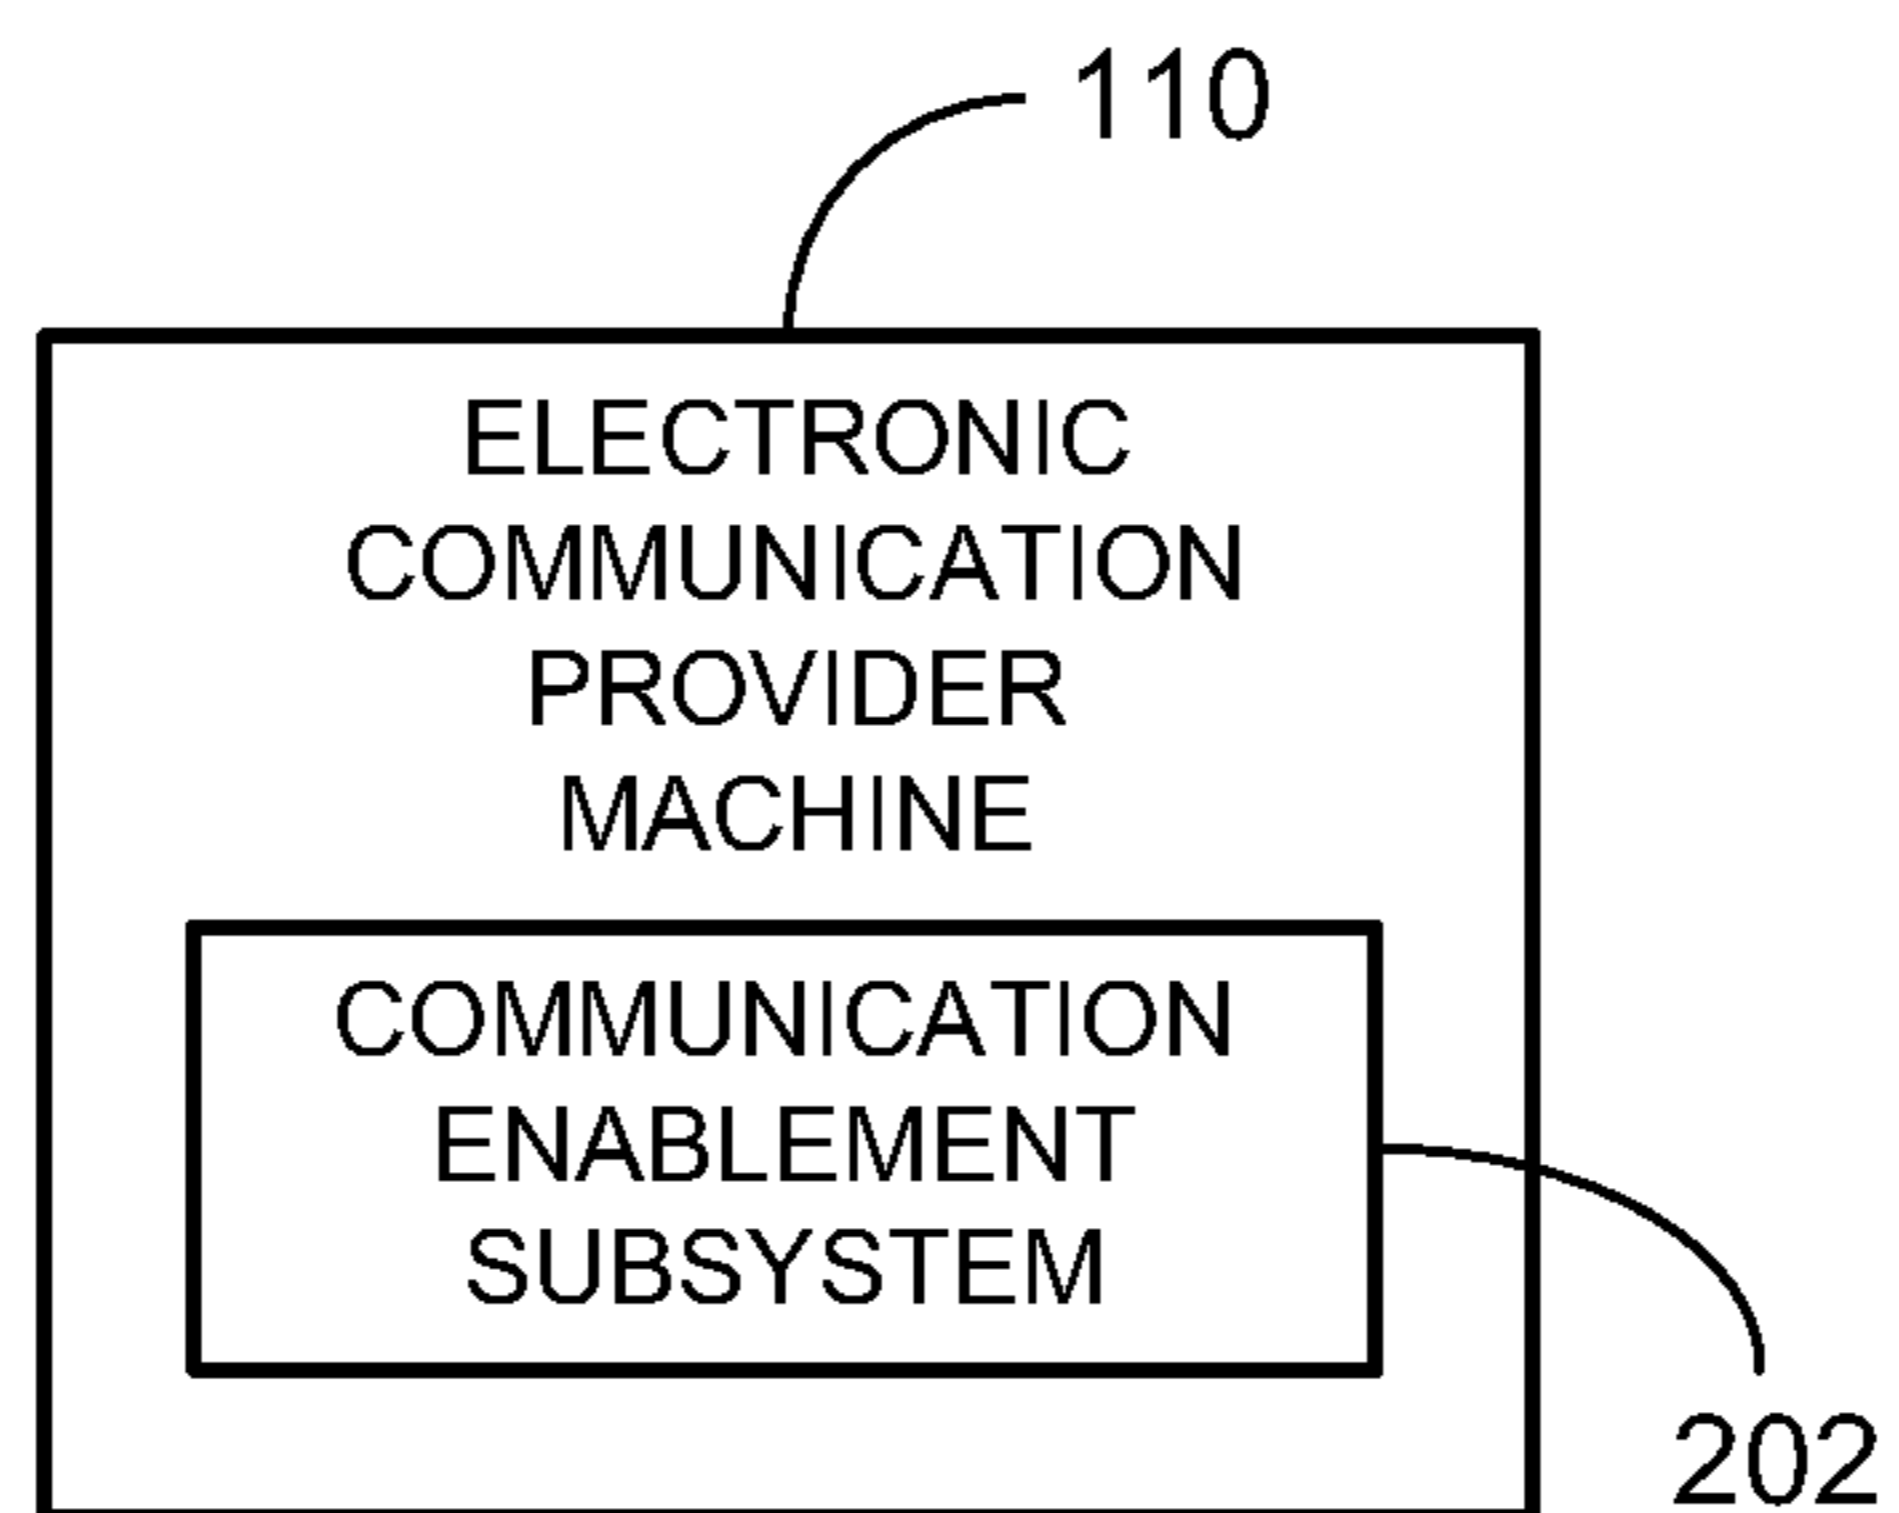 110
ELECTRONIC
COMMUNICATION
PROVIDER
MACHINE
COMMUNICATION
ENABLEMENT
SUBSYSTEM
202